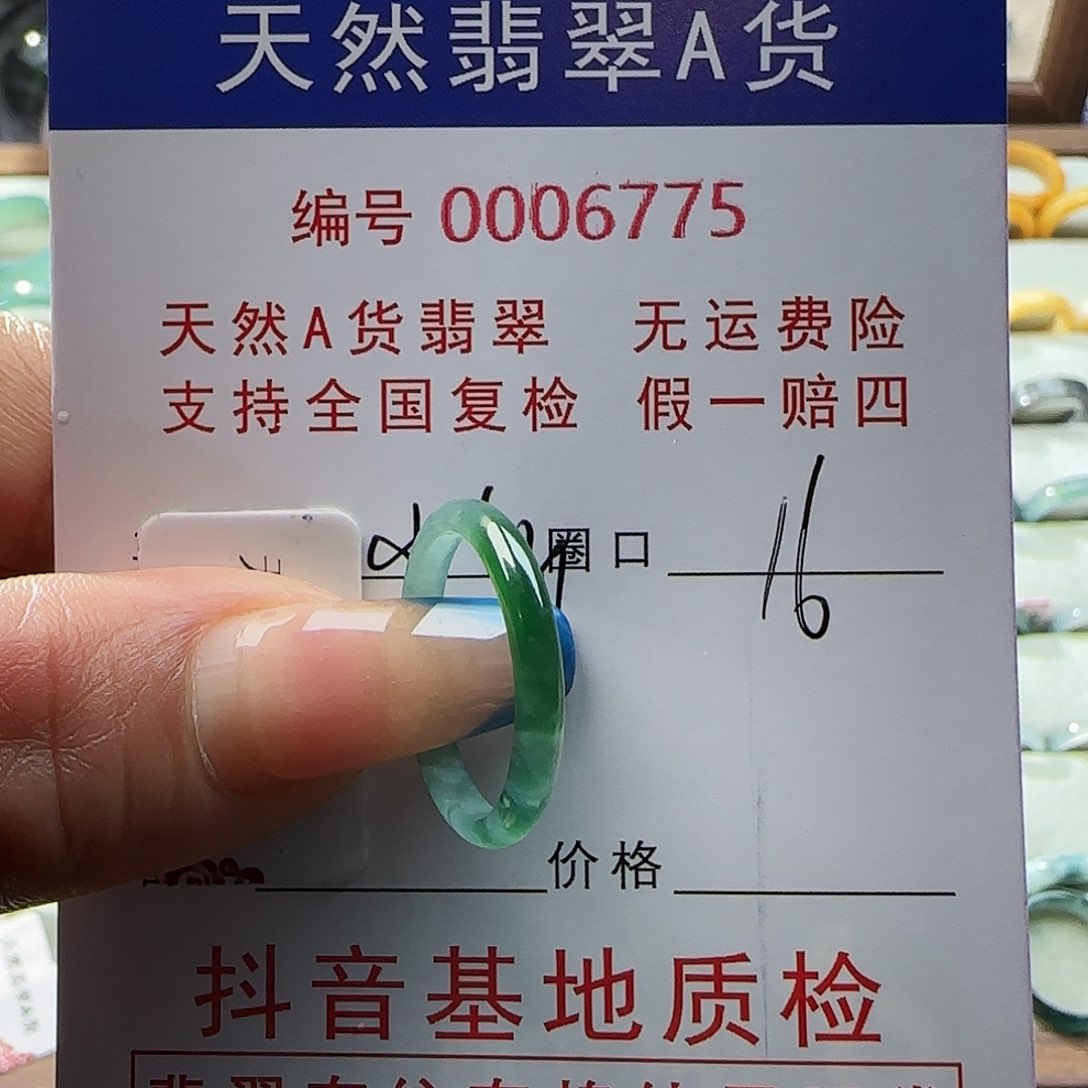 天然翡翠A货
编号 0006775
天然A货翡翠 无运费险
支持全国复检 假一赔四
圈口 16
价格
抖音基地质检